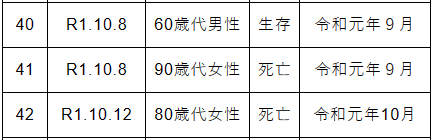 40 R1.10.8 60歳代男性 生存 令和元年９月
41 R1.10.8 90歳代女性 死亡 令和元年９月
42 R1.10.12 80歳代女性 死亡 令和元年10月